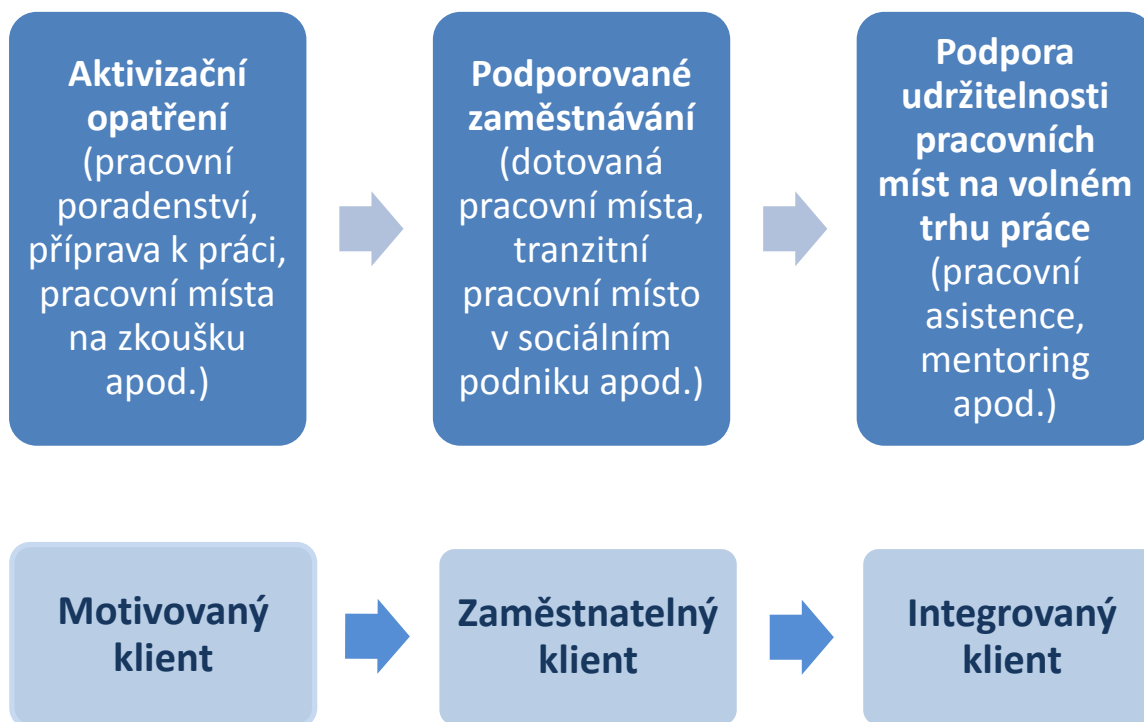 Aktivizační
opatření
(pracovní
poradenství,
příprava k práci,
pracovní místa
na zkoušku
apod.)
Podporované
zaměstnávání
(dotovaná
pracovní místa,
tranzitní
pracovní místo
v sociálním
podniku apod.)
Podpora
udržitelnosti
pracovních
míst na volném
trhu práce
(pracovní
asistence,
mentoring
apod.)
Motivovaný
klient
Zaměstnatelný
klient
Integrovaný
klient